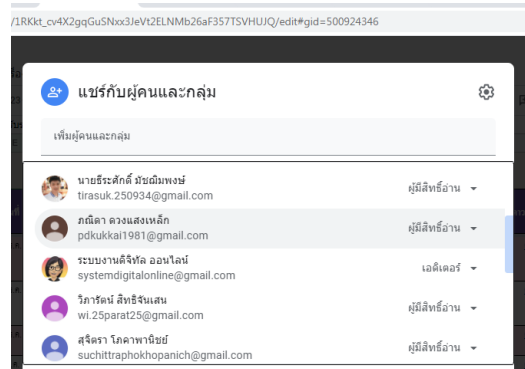 /1RKkt_cv4X2gqGuSNxx3JeVt2ELNMb26aF357TSVHUJQ/edit#gid=500924346
แชร์กับผู้คนและกลุ่ม
เพิ่มผู้คนและกลุ่ม
นายธีระศักดิ์ มัชฌิมพงษ์
tirasuk.250934@gmail.com
ผู้มีสิทธิ์อ่าน
ภณิตา ดวงแสงเหล็ก
pdkukkai1981@gmail.com
ผู้มีสิทธิ์อ่าน
ระบบงานดิจิทัล ออนไลน์
systemdigitalonline@gmail.com
เอดิเตอร์
วิภารัตน์ สิทธิจันเสน
wi.25parat25@gmail.com
ผู้มีสิทธิ์อ่าน
สุจิตรา โภคาพานิชย์
suchittraphokhopanich@gmail.com
ผู้มีสิทธิ์อ่าน